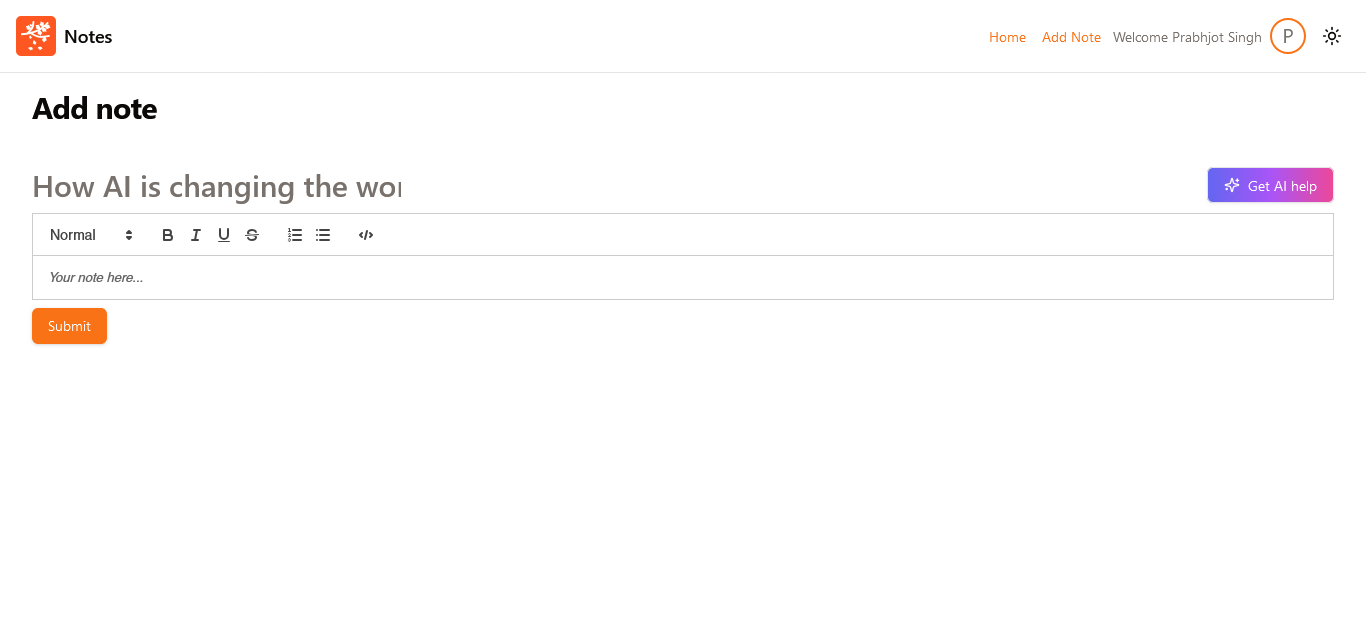 Notes
Home Add Note Welcome Prabhjot Singh P
Add note
How AI is changing the
Get AI help
Normal B I U S
Your note here...
Submit